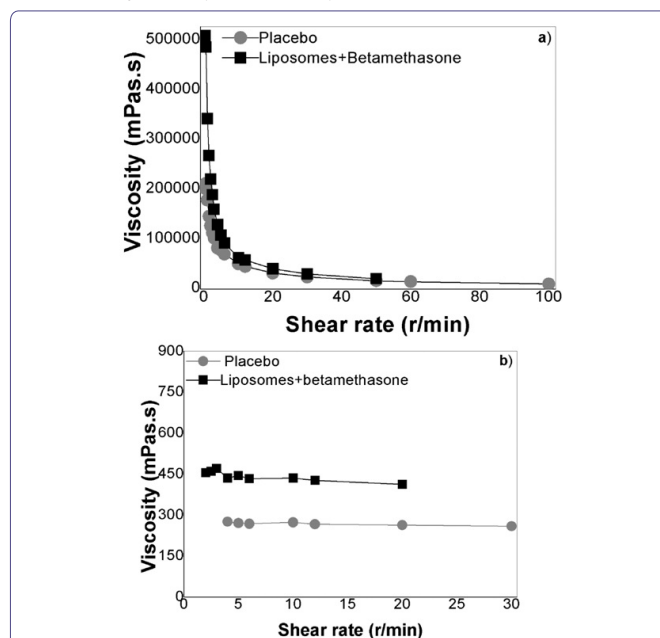 a)
Placebo
Liposomes+Betamethasone
Viscosity (mPas.s)
500000
400000
300000
200000
100000
0
0 20 40 60 80 100
Shear rate (r/min)
b)
Placebo
Liposomes+betamethasone
Viscosity (mPas.s)
900
750
600
450
300
150
0
0 5 10 15 20 25 30
Shear rate (r/min)